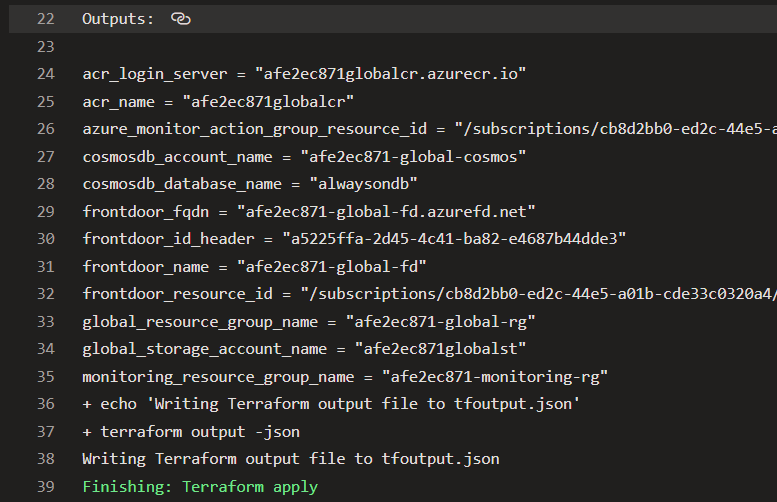 22 Outputs:
23
24 acr_login_server = "afe2ec871globalcr.azurecr.io"
25 acr_name = "afe2ec871globalcr"
26 azure_monitor_action_group_resource_id = "/subscriptions/cb8d2bb0-ed2c-44e5-a
27 cosmosdb_account_name = "afe2ec871-global-cosmos"
28 cosmosdb_database_name = "alwaysondb"
29 frontdoor_fqdn = "afe2ec871-global-fd.azurefd.net"
30 frontdoor_id_header = "a5225ffa-2d45-4c41-ba82-e4687b44dde3"
31 frontdoor_name = "afe2ec871-global-fd"
32 frontdoor_resource_id = "/subscriptions/cb8d2bb0-ed2c-44e5-a01b-cde33c0320a4/
33 global_resource_group_name = "afe2ec871-global-rg"
34 global_storage_account_name = "afe2ec871globalst"
35 monitoring_resource_group_name = "afe2ec871-monitoring-rg"
36 + echo 'Writing Terraform output file to tfoutput.json'
37 + terraform output -json
38 Writing Terraform output file to tfoutput.json
39 Finishing: Terraform apply